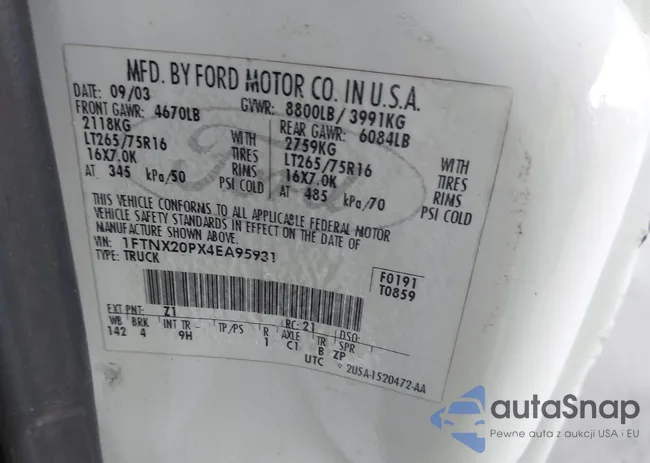 MFD. BY FORD MOTOR CO. IN U.S.A.
DATE: 09/03 GVWR: 8800LB/ 3991KG
FRONT GAWR: 4670LB REAR GAWR: 6084LB
2118KG WITH 2759KG WITH
LT265/75R16 TIRES LT265/75R16 TIRES
16X7.0K RIMS 16X7.0K RIMS
AT 345 kPa/50 PSI COLD AT 485 kPa/70 PSI COLD
THIS VEHICLE CONFORMS TO ALL APPLICABLE FEDERAL MOTOR
VEHICLE SAFETY STANDARDS IN EFFECT ON THE DATE OF
MANUFACTURE SHOWN ABOVE.
VIN: 1FTNX20PX4EA95931
TYPE: TRUCK
F0191
T0859
EXT PNT: Z1 RC: 21 DSO:
WB BRK INT TR TP/PS R AXLE TR SPR
142 4 9H 1 C1 B ZP
UTC 2U5A-1520472-AA
Ford
autaSnap
Pewne auta z aukcji USA i EU